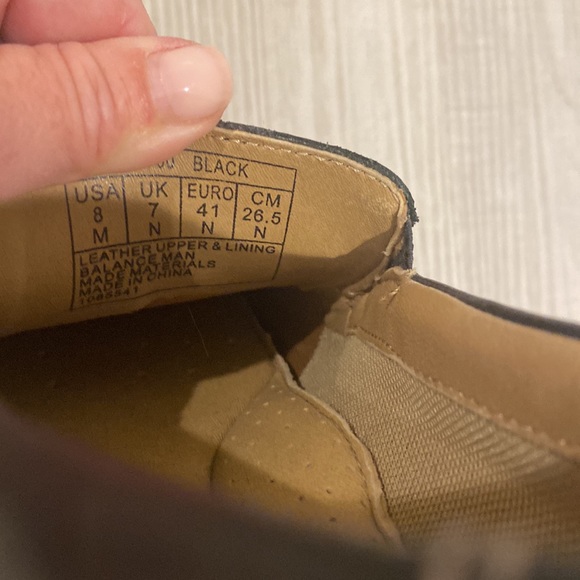 BLACK
USA UK EURO CM
8 7 41 26.5
M N N N
LEATHER UPPER & LINING
BALANCE MAN
MADE MATERIALS
MADE IN CHINA
1085541